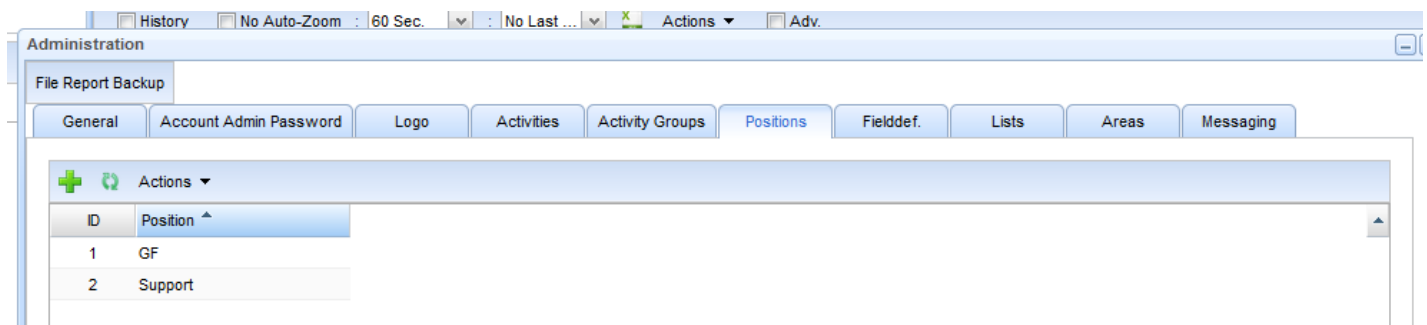 History No Auto-Zoom : 60 Sec. : No Last ... X Actions Adv.
Administration
File Report Backup
General Account Admin Password Logo Activities Activity Groups Positions Fielddef. Lists Areas Messaging
Actions
ID Position
1 GF
2 Support